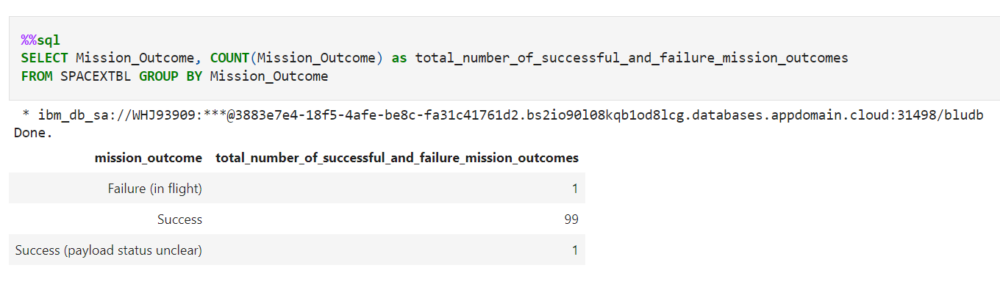 %%sql
SELECT Mission_Outcome, COUNT(Mission_Outcome) as total_number_of_successful_and_failure_mission_outcomes
FROM SPACEXTBL GROUP BY Mission_Outcome
* ibm_db_sa://WHJ93909:***@3883e7e4-18f5-4afe-be8c-fa31c41761d2.bs2io90l08kqb1od8lcg.databases.appdomain.cloud:31498/bludb
Done.
mission_outcome total_number_of_successful_and_failure_mission_outcomes
Failure (in flight) 1
Success 99
Success (payload status unclear) 1